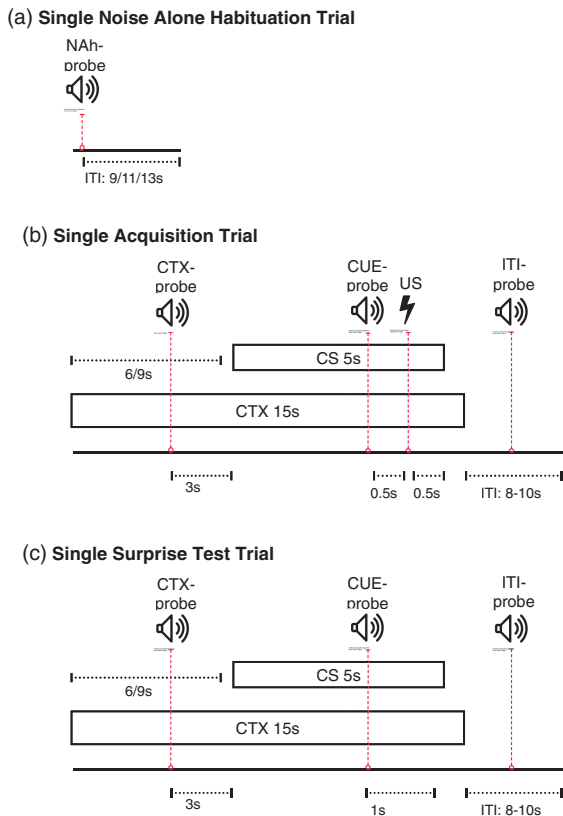 (a) Single Noise Alone Habituation Trial
NAh-
probe
ITI: 9/11/13s
(b) Single Acquisition Trial
CTX-
probe
CUE-
probe
US
ITI-
probe
CS 5s
6/9s
CTX 15s
3s
0.5s
0.5s
ITI: 8-10s
(c) Single Surprise Test Trial
CTX-
probe
CUE-
probe
ITI-
probe
CS 5s
6/9s
CTX 15s
3s
1s
ITI: 8-10s